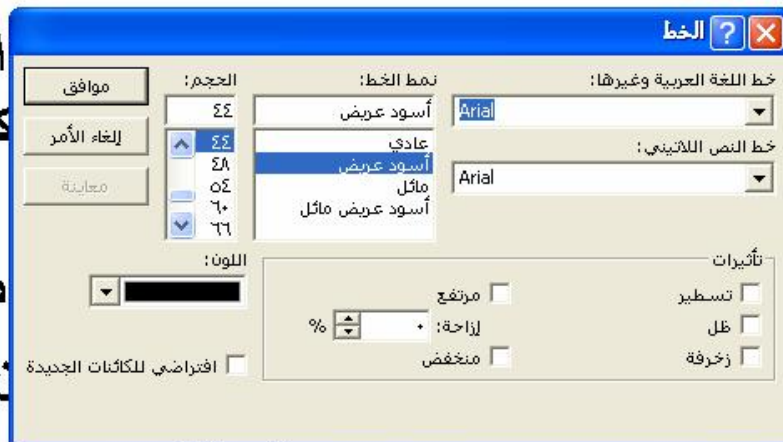 الخط
خط اللغة العربية وغيرها:
Arial
خط النص اللاتيني:
Arial
نمط الخط:
أسود عريض
عادي
أسود عريض
مائل
أسود عريض مائل
الحجم:
٤٤
٤٤
٤٨
٥٤
٦٠
٦٦
موافق
إلغاء الأمر
معاينة
تأثيرات
تسطير
ظل
زخرفة
مرتفع
إزاحة: ٠ %
منخفض
اللون:
افتراضي للكائنات الجديدة